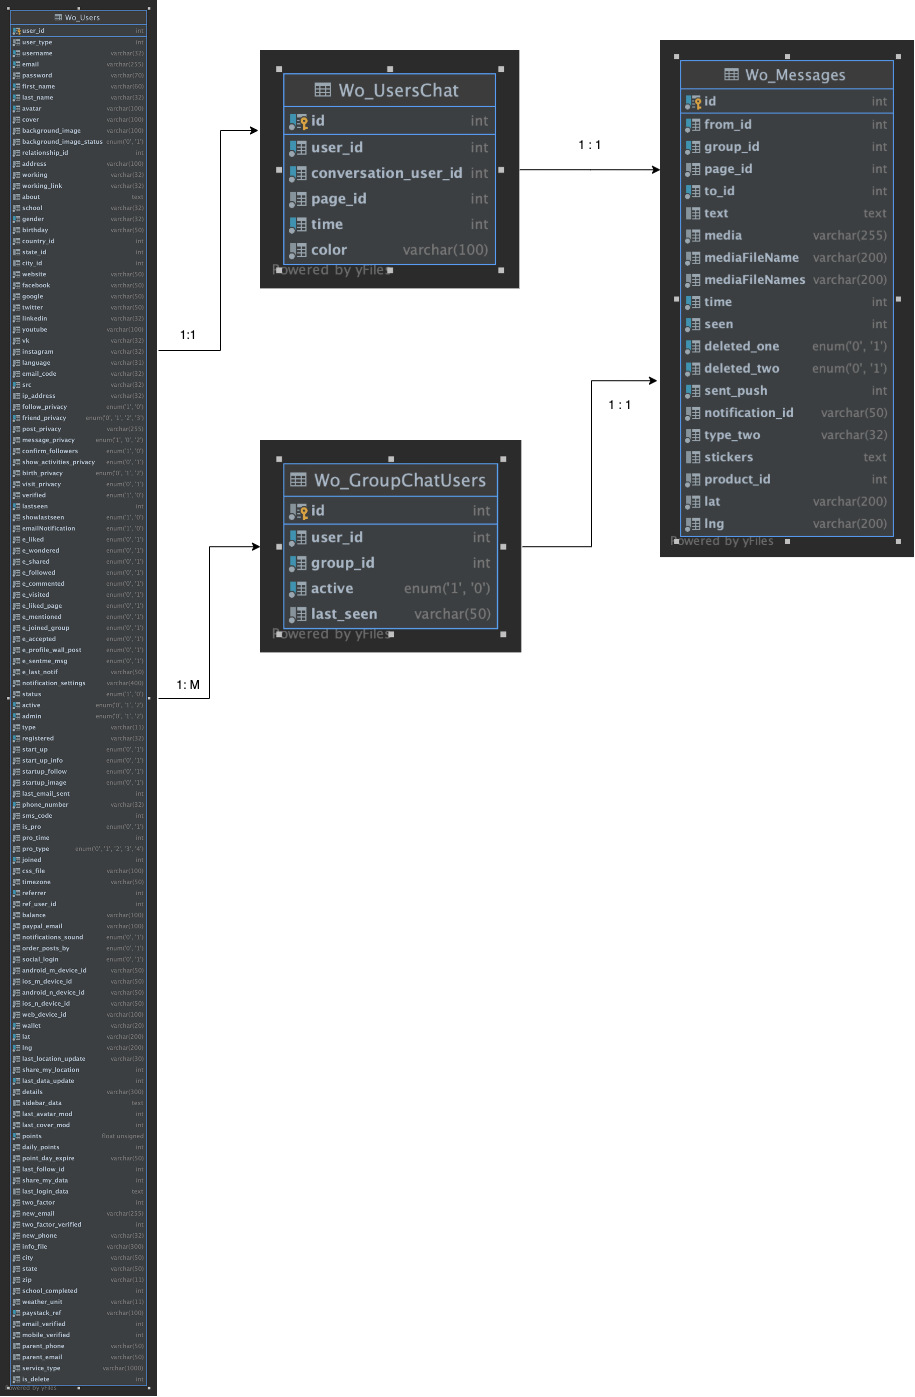 Wo_Users
user_id int
user_type int
username varchar(32)
email varchar(255)
password varchar(70)
first_name varchar(60)
last_name varchar(32)
avatar varchar(100)
cover varchar(100)
background_image varchar(100)
background_image_status enum('0', '1')
relationship_id int
address varchar(100)
working varchar(32)
working_link varchar(32)
about text
school varchar(32)
gender varchar(32)
birthday varchar(50)
country_id int
state_id int
city_id int
website varchar(50)
facebook varchar(50)
google varchar(50)
twitter varchar(50)
linkedin varchar(32)
youtube varchar(100)
vk varchar(32)
instagram varchar(32)
language varchar(31)
email_code varchar(32)
src varchar(32)
ip_address varchar(32)
follow_privacy enum('1', '0')
friend_privacy enum('0', '1', '2', '3')
post_privacy varchar(255)
message_privacy enum('1', '0', '2')
confirm_followers enum('1', '0')
show_activities_privacy enum('0', '1')
birth_privacy enum('0', '1', '2')
visit_privacy enum('0', '1')
verified enum('1', '0')
lastseen int
showlastseen enum('1', '0')
emailNotification enum('1', '0')
e_liked enum('0', '1')
e_wondered enum('0', '1')
e_shared enum('0', '1')
e_followed enum('0', '1')
e_commented enum('0', '1')
e_visited enum('0', '1')
e_liked_page enum('0', '1')
e_mentioned enum('0', '1')
e_joined_group enum('0', '1')
e_accepted enum('0', '1')
e_profile_wall_post enum('0', '1')
e_sentme_msg enum('0', '1')
e_last_notif varchar(50)
notification_settings varchar(400)
status enum('1', '0')
active enum('0', '1', '2')
admin enum('0', '1', '2')
type varchar(11)
registered varchar(32)
start_up enum('0', '1')
start_up_info enum('0', '1')
startup_follow enum('0', '1')
startup_image enum('0', '1')
last_email_sent int
phone_number varchar(32)
sms_code int
is_pro enum('0', '1')
pro_time int
pro_type enum('0', '1', '2', '3', '4')
joined int
css_file varchar(100)
timezone varchar(50)
referrer int
ref_user_id int
balance varchar(100)
paypal_email varchar(100)
notifications_sound enum('0', '1')
order_posts_by enum('0', '1')
social_login enum('0', '1')
android_m_device_id varchar(50)
ios_m_device_id varchar(50)
android_n_device_id varchar(50)
ios_n_device_id varchar(50)
web_device_id varchar(100)
wallet varchar(20)
lat varchar(200)
lng varchar(200)
last_location_update varchar(30)
share_my_location int
last_data_update int
details varchar(300)
sidebar_data text
last_avatar_mod int
last_cover_mod int
points float unsigned
daily_points int
point_day_expire varchar(50)
last_follow_id int
share_my_data int
last_login_data text
two_factor int
new_email varchar(255)
two_factor_verified int
new_phone varchar(32)
info_file varchar(300)
city varchar(50)
state varchar(50)
zip varchar(11)
school_completed int
weather_unit varchar(11)
paystack_ref varchar(100)
email_verified int
mobile_verified int
parent_phone varchar(50)
parent_email varchar(50)
service_type varchar(1000)
is_delete int
Powered by yFiles
1:1
1: M
Wo_UsersChat
id int
user_id int
conversation_user_id int
page_id int
time int
color varchar(100)
Powered by yFiles
1 : 1
Wo_GroupChatUsers
id int
user_id int
group_id int
active enum('1', '0')
last_seen varchar(50)
Powered by yFiles
1 : 1
Wo_Messages
id int
from_id int
group_id int
page_id int
to_id int
text text
media varchar(255)
mediaFileName varchar(200)
mediaFileNames varchar(200)
time int
seen int
deleted_one enum('0', '1')
deleted_two enum('0', '1')
sent_push int
notification_id varchar(50)
type_two varchar(32)
stickers text
product_id int
lat varchar(200)
lng varchar(200)
Powered by yFiles